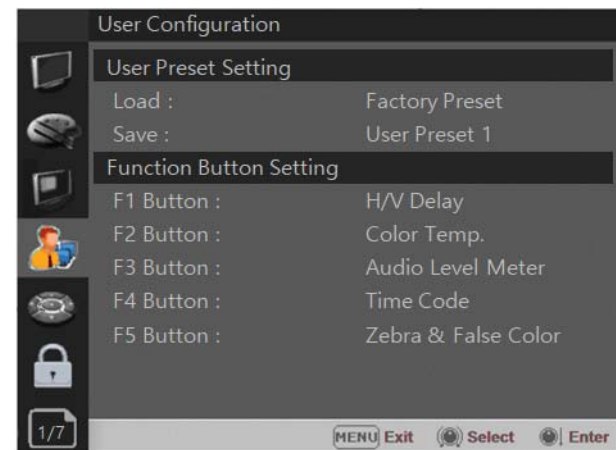 User Configuration
User Preset Setting
Load : Factory Preset
Save : User Preset 1
Function Button Setting
F1 Button : H/V Delay
F2 Button : Color Temp.
F3 Button : Audio Level Meter
F4 Button : Time Code
F5 Button : Zebra & False Color
1/7 MENU Exit Select Enter